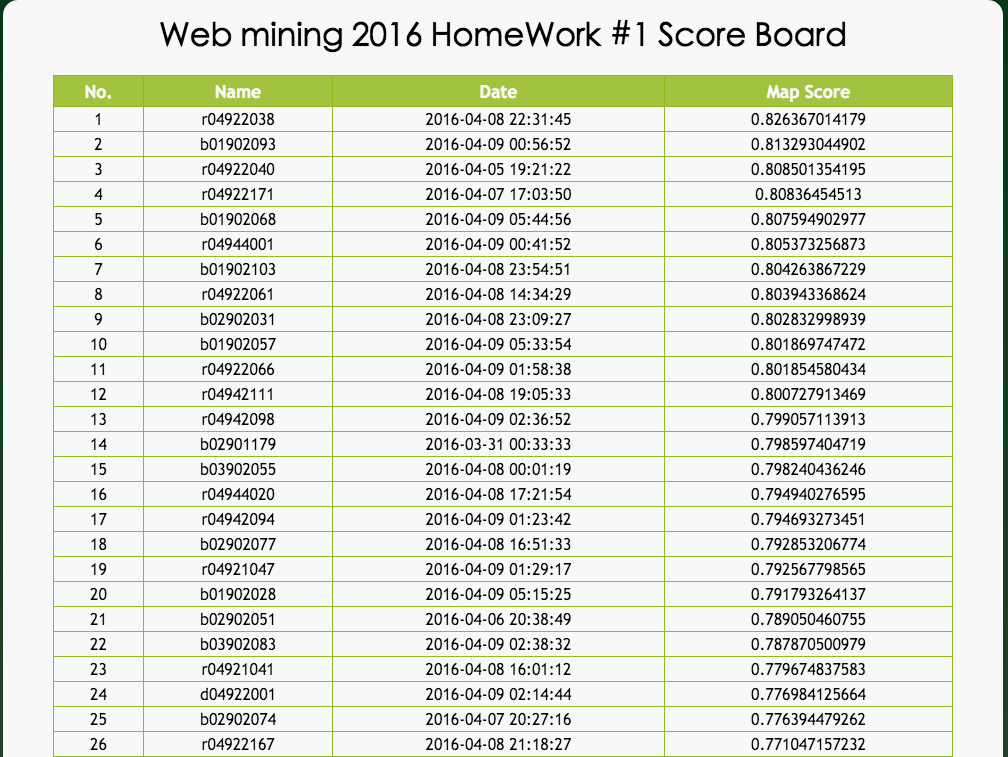 Web mining 2016 HomeWork #1 Score Board
No. Name Date Map Score
1 r04922038 2016-04-08 22:31:45 0.826367014179
2 b01902093 2016-04-09 00:56:52 0.813293044902
3 r04922040 2016-04-05 19:21:22 0.808501354195
4 r04922171 2016-04-07 17:03:50 0.80836454513
5 b01902068 2016-04-09 05:44:56 0.807594902977
6 r04944001 2016-04-09 00:41:52 0.805373256873
7 b01902103 2016-04-08 23:54:51 0.804263867229
8 r04922061 2016-04-08 14:34:29 0.803943368624
9 b02902031 2016-04-08 23:09:27 0.802832998939
10 b01902057 2016-04-09 05:33:54 0.801869747472
11 r04922066 2016-04-09 01:58:38 0.801854580434
12 r04942111 2016-04-08 19:05:33 0.800727913469
13 r04942098 2016-04-09 02:36:52 0.799057113913
14 b02901179 2016-03-31 00:33:33 0.798597404719
15 b03902055 2016-04-08 00:01:19 0.798240436246
16 r04944020 2016-04-08 17:21:54 0.794940276595
17 r04942094 2016-04-09 01:23:42 0.794693273451
18 b02902077 2016-04-08 16:51:33 0.792853206774
19 r04921047 2016-04-09 01:29:17 0.792567798565
20 b01902028 2016-04-09 05:15:25 0.791793264137
21 b02902051 2016-04-06 20:38:49 0.789050460755
22 b03902083 2016-04-09 02:38:32 0.787870500979
23 r04921041 2016-04-08 16:01:12 0.779674837583
24 d04922001 2016-04-09 02:14:44 0.776984125664
25 b02902074 2016-04-07 20:27:16 0.776394479262
26 r04922167 2016-04-08 21:18:27 0.771047157232